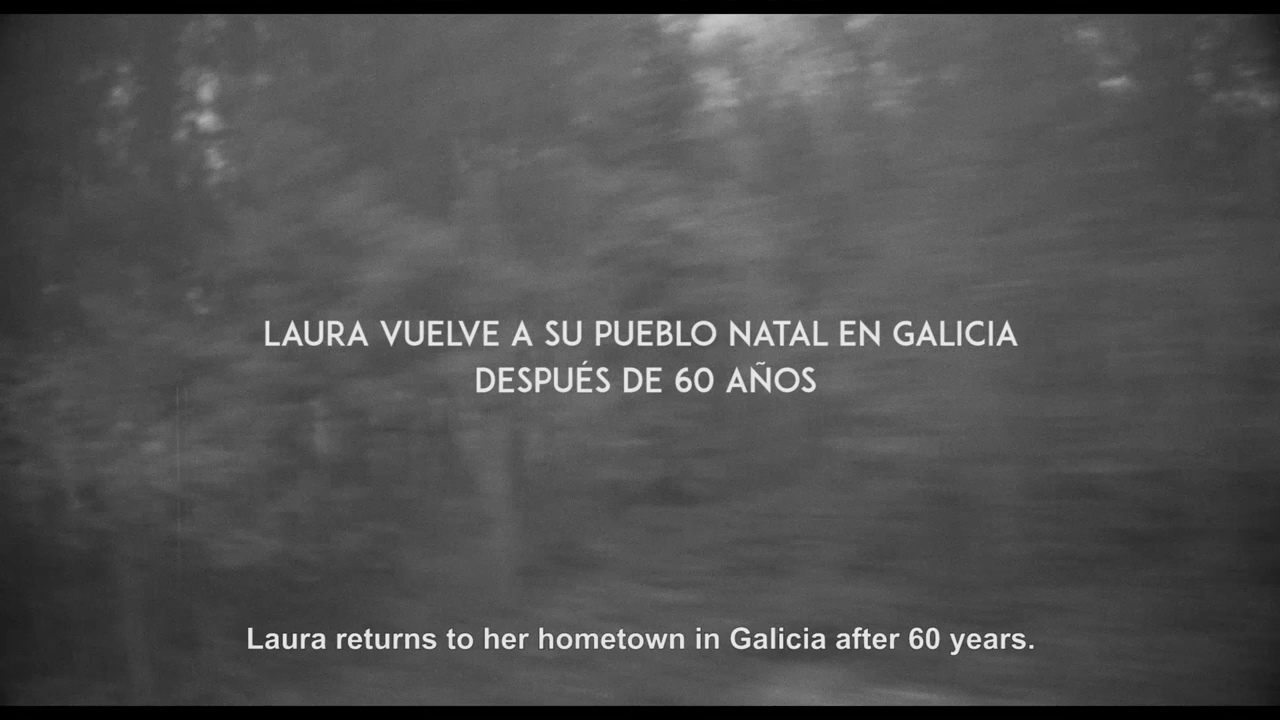 LAURA VUELVE A SU PUEBLO NATAL EN GALICIA
DESPUÉS DE 60 AÑOS
Laura returns to her hometown in Galicia after 60 years.